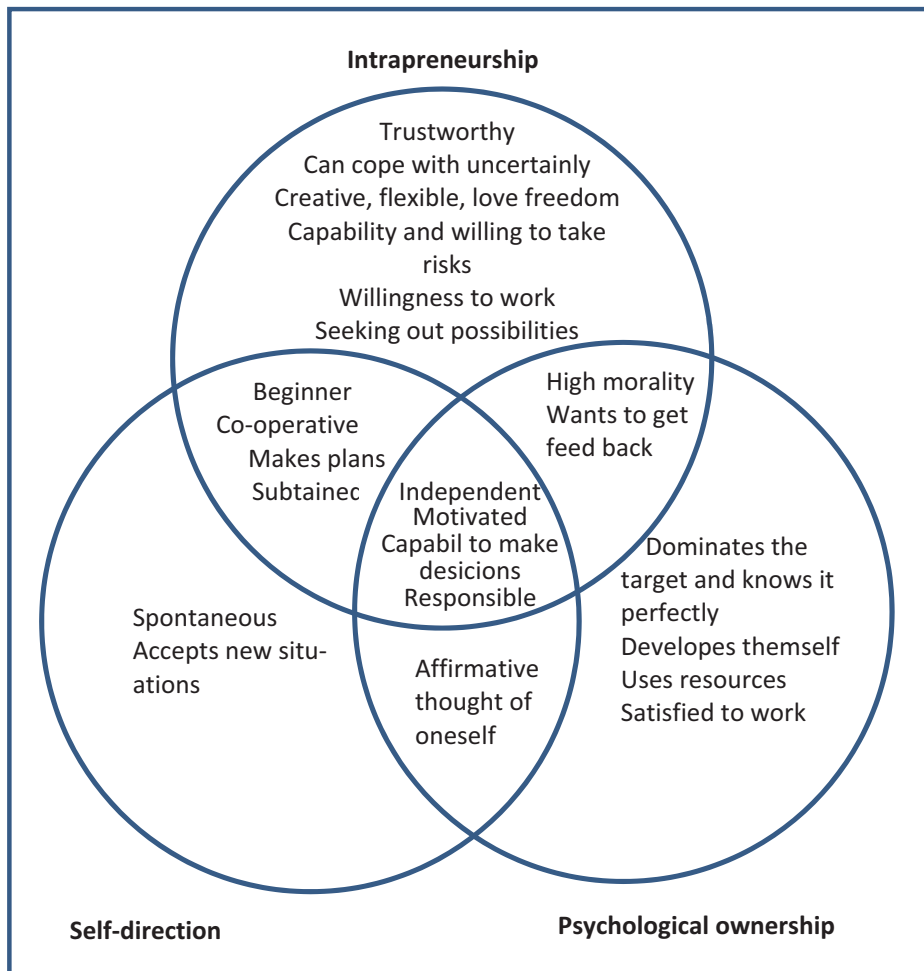 Intrapreneurship
Trustworthy
Can cope with uncertainly
Creative, flexible, love freedom
Capability and willing to take
risks
Willingness to work
Seeking out possibilities
Beginner
Co-operative
Makes plans
Subtained
High morality
Wants to get
feed back
Independent
Motivated
Capabil to make
desicions
Responsible
Dominates the
target and knows it
perfectly
Developes themself
Uses resources
Satisfied to work
Spontaneous
Accepts new situ-
ations
Affirmative
thought of
oneself
Self-direction
Psychological ownership